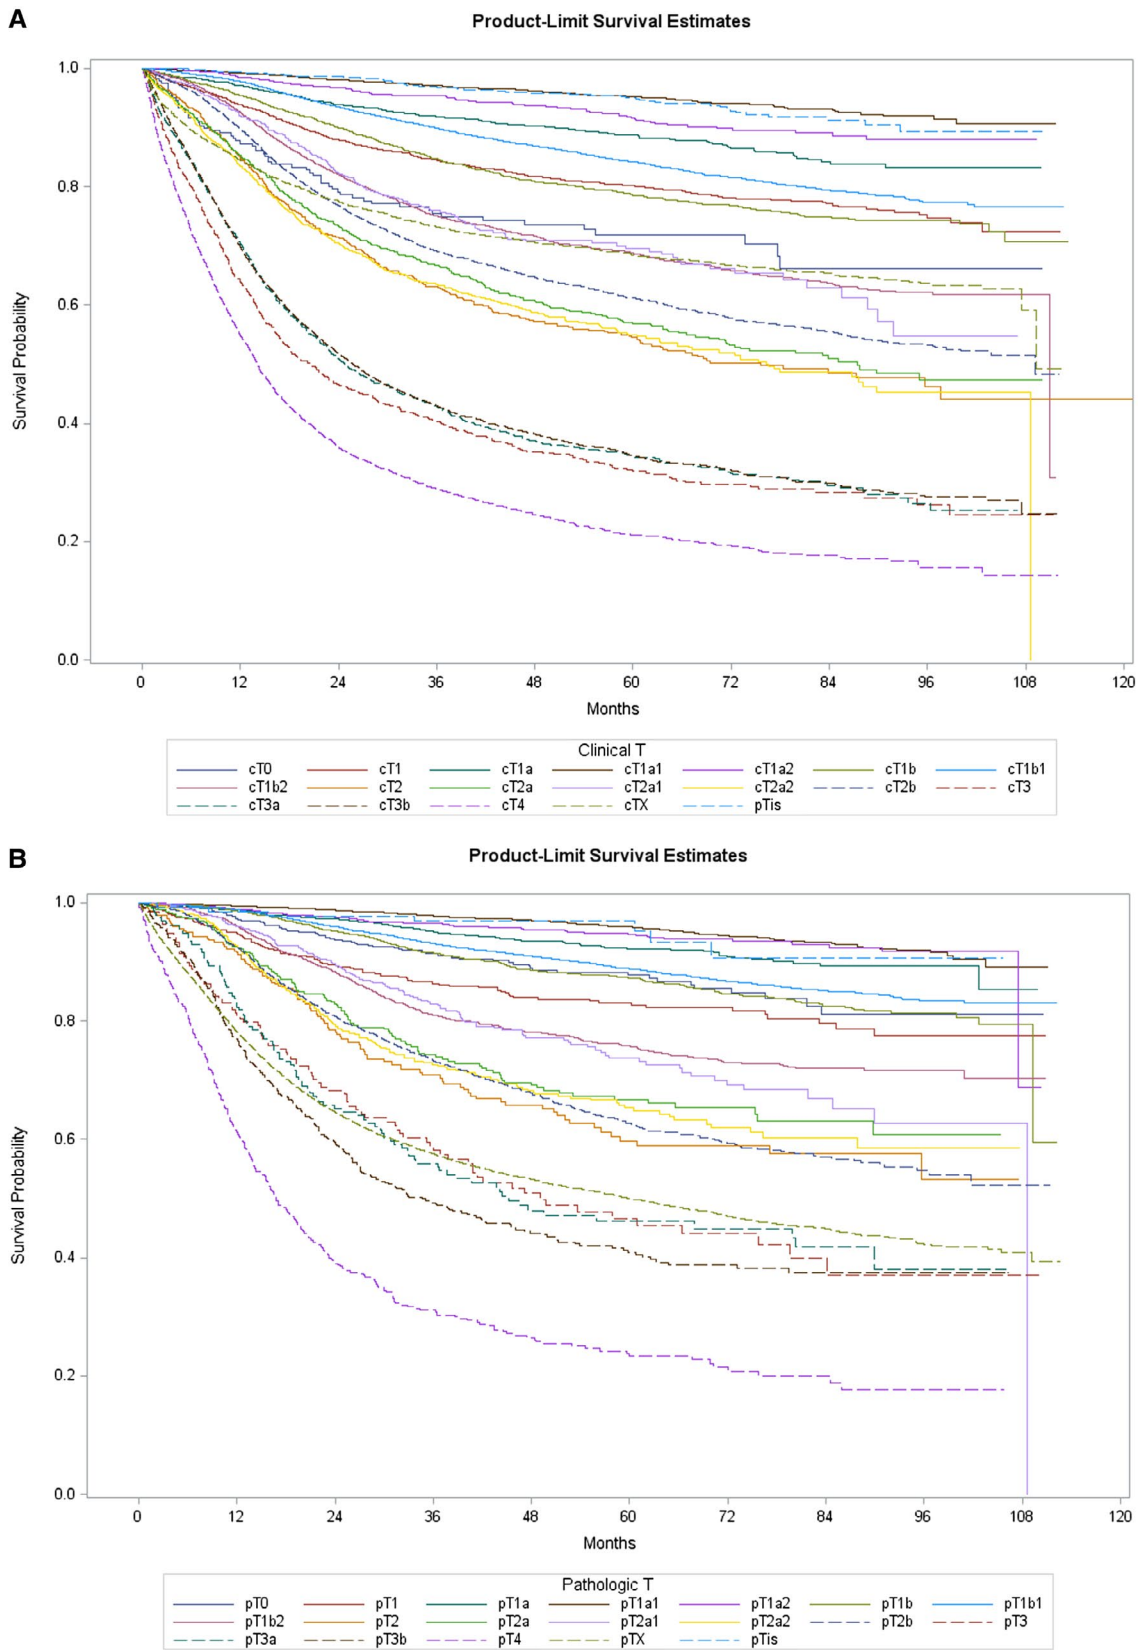 A
Product-Limit Survival Estimates
1.0
0.8
0.6
0.4
0.2
0.0
Survival Probability
0 12 24 36 48 60 72 84 96 108 120
Months
Clinical T
cT0 cT1 cT1a cT1a1 cT1a2 cT1b cT1b1
cT1b2 cT2 cT2a cT2a1 cT2a2 cT2b cT3
cT3a cT3b cT4 cTX pTis
B
Product-Limit Survival Estimates
1.0
0.8
0.6
0.4
0.2
0.0
Survival Probability
0 12 24 36 48 60 72 84 96 108 120
Months
Pathologic T
pT0 pT1 pT1a pT1a1 pT1a2 pT1b pT1b1
pT1b2 pT2 pT2a pT2a1 pT2a2 pT2b pT3
pT3a pT3b pT4 pTX pTis